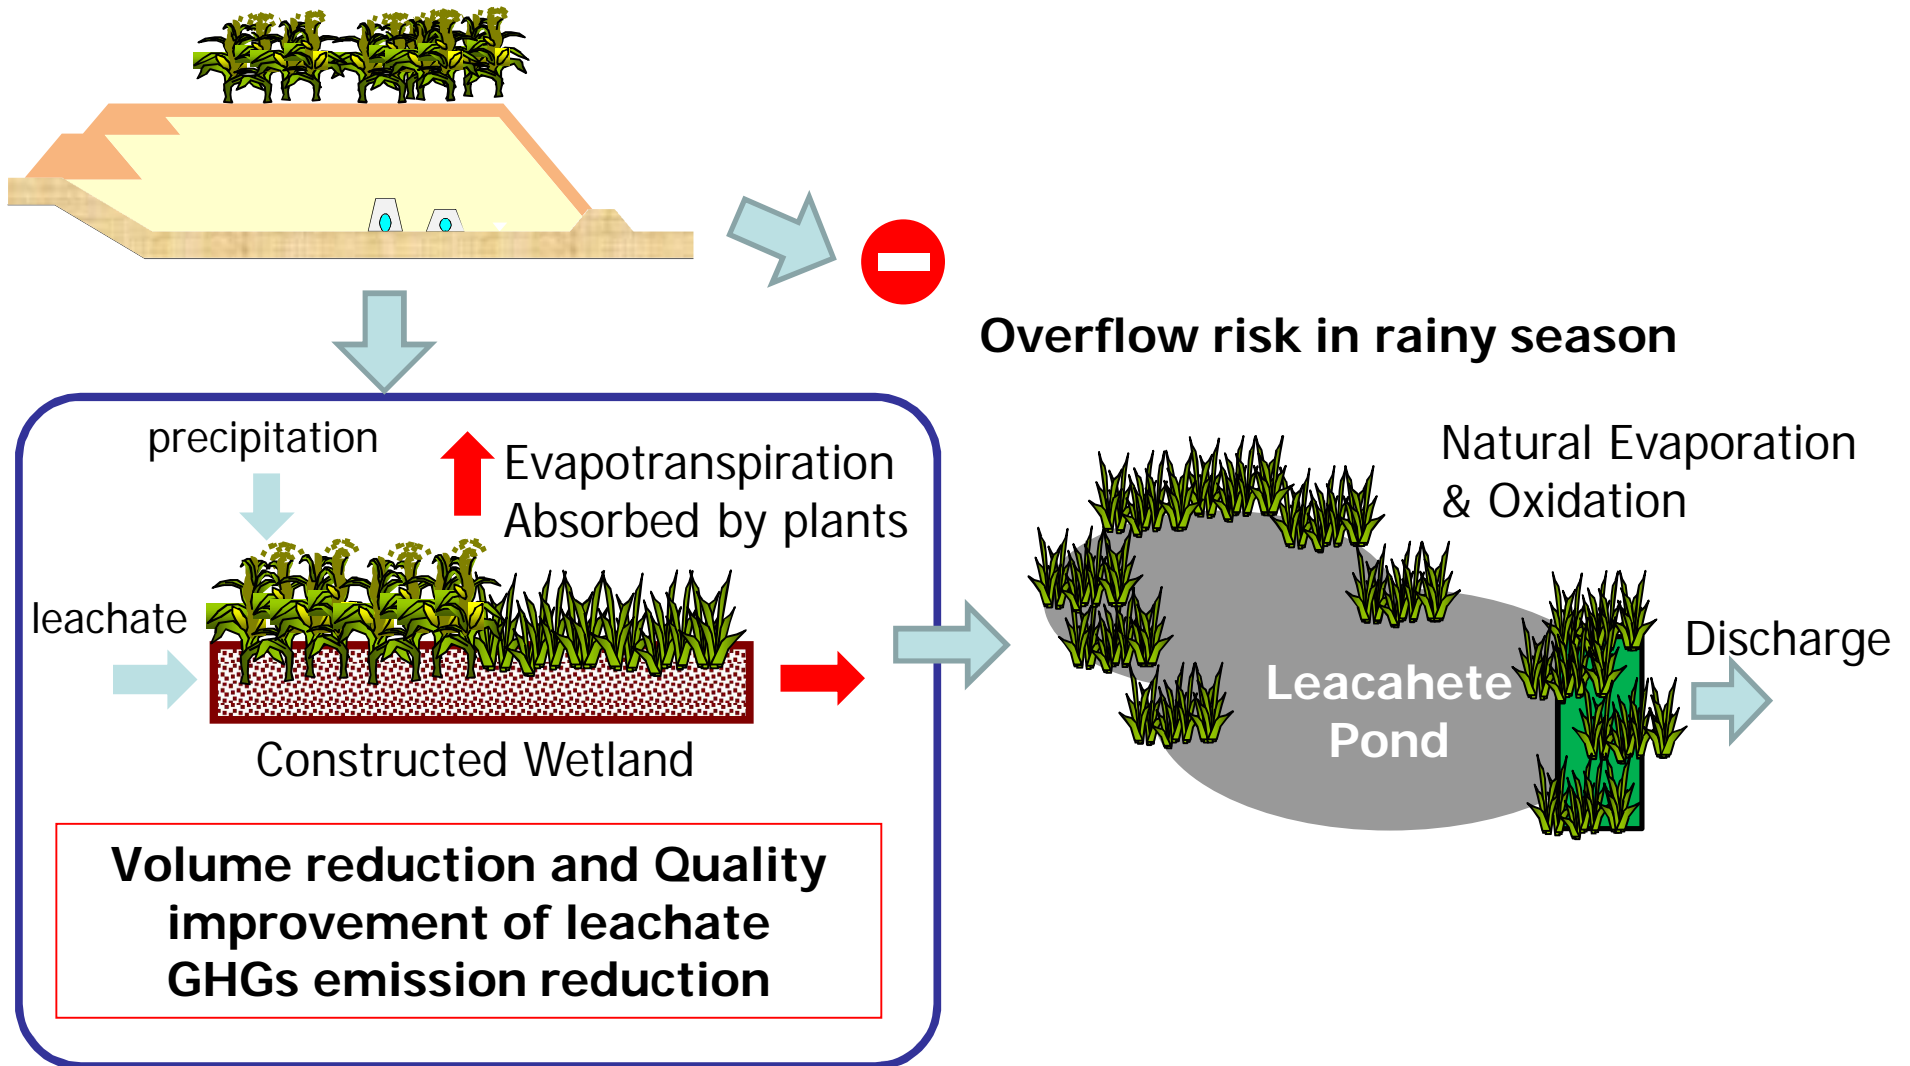 Overflow risk in rainy season
precipitation
Evapotranspiration
Absorbed by plants
leachate
Constructed Wetland
Volume reduction and Quality
improvement of leachate
GHGs emission reduction
Natural Evaporation
& Oxidation
Leacahete
Pond
Discharge